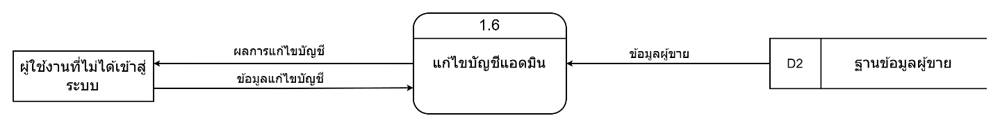 1.6
ผลการแก้ไขบัญชี
ข้อมูลผู้ขาย
ผู้ใช้งานที่ไม่ได้เข้าสู่
ระบบ
แก้ไขบัญชีแอดมิน
D2
ฐานข้อมูลผู้ขาย
ข้อมูลแก้ไขบัญชี